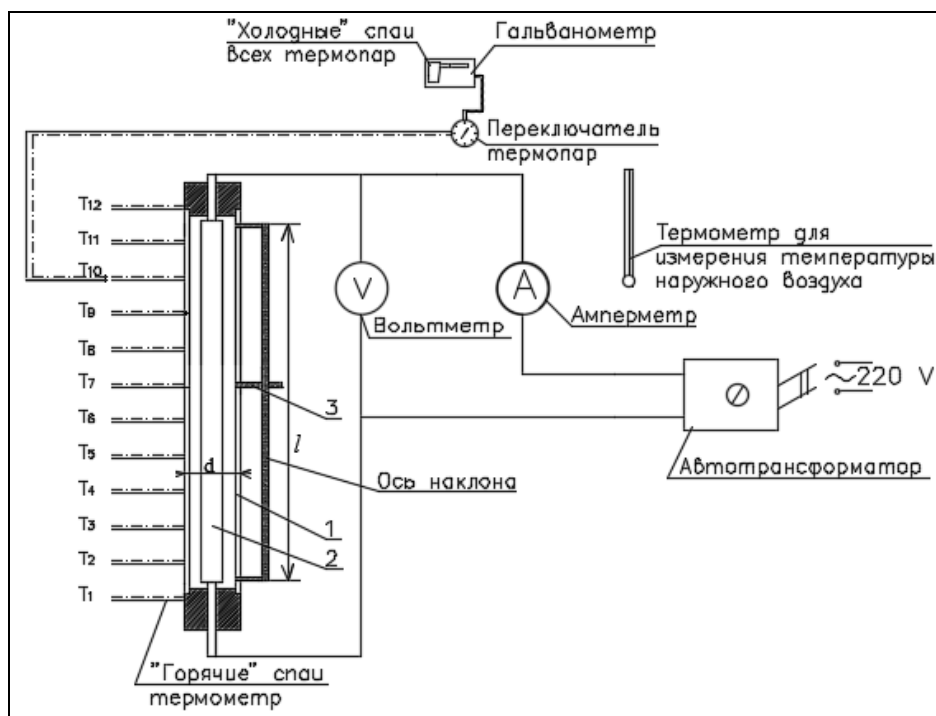 "Холодные" спаи
всех термопар
Гальванометр
Переключатель
термопар
T12
T11
T10
T9
T8
T7
T6
T5
T4
T3
T2
T1
V
Вольтметр
A
Амперметр
Термометр для
измерения температуры
наружного воздуха
~220 V
Автотрансформатор
3
l
d
Ось наклона
1
2
"Горячие" спаи
термометр